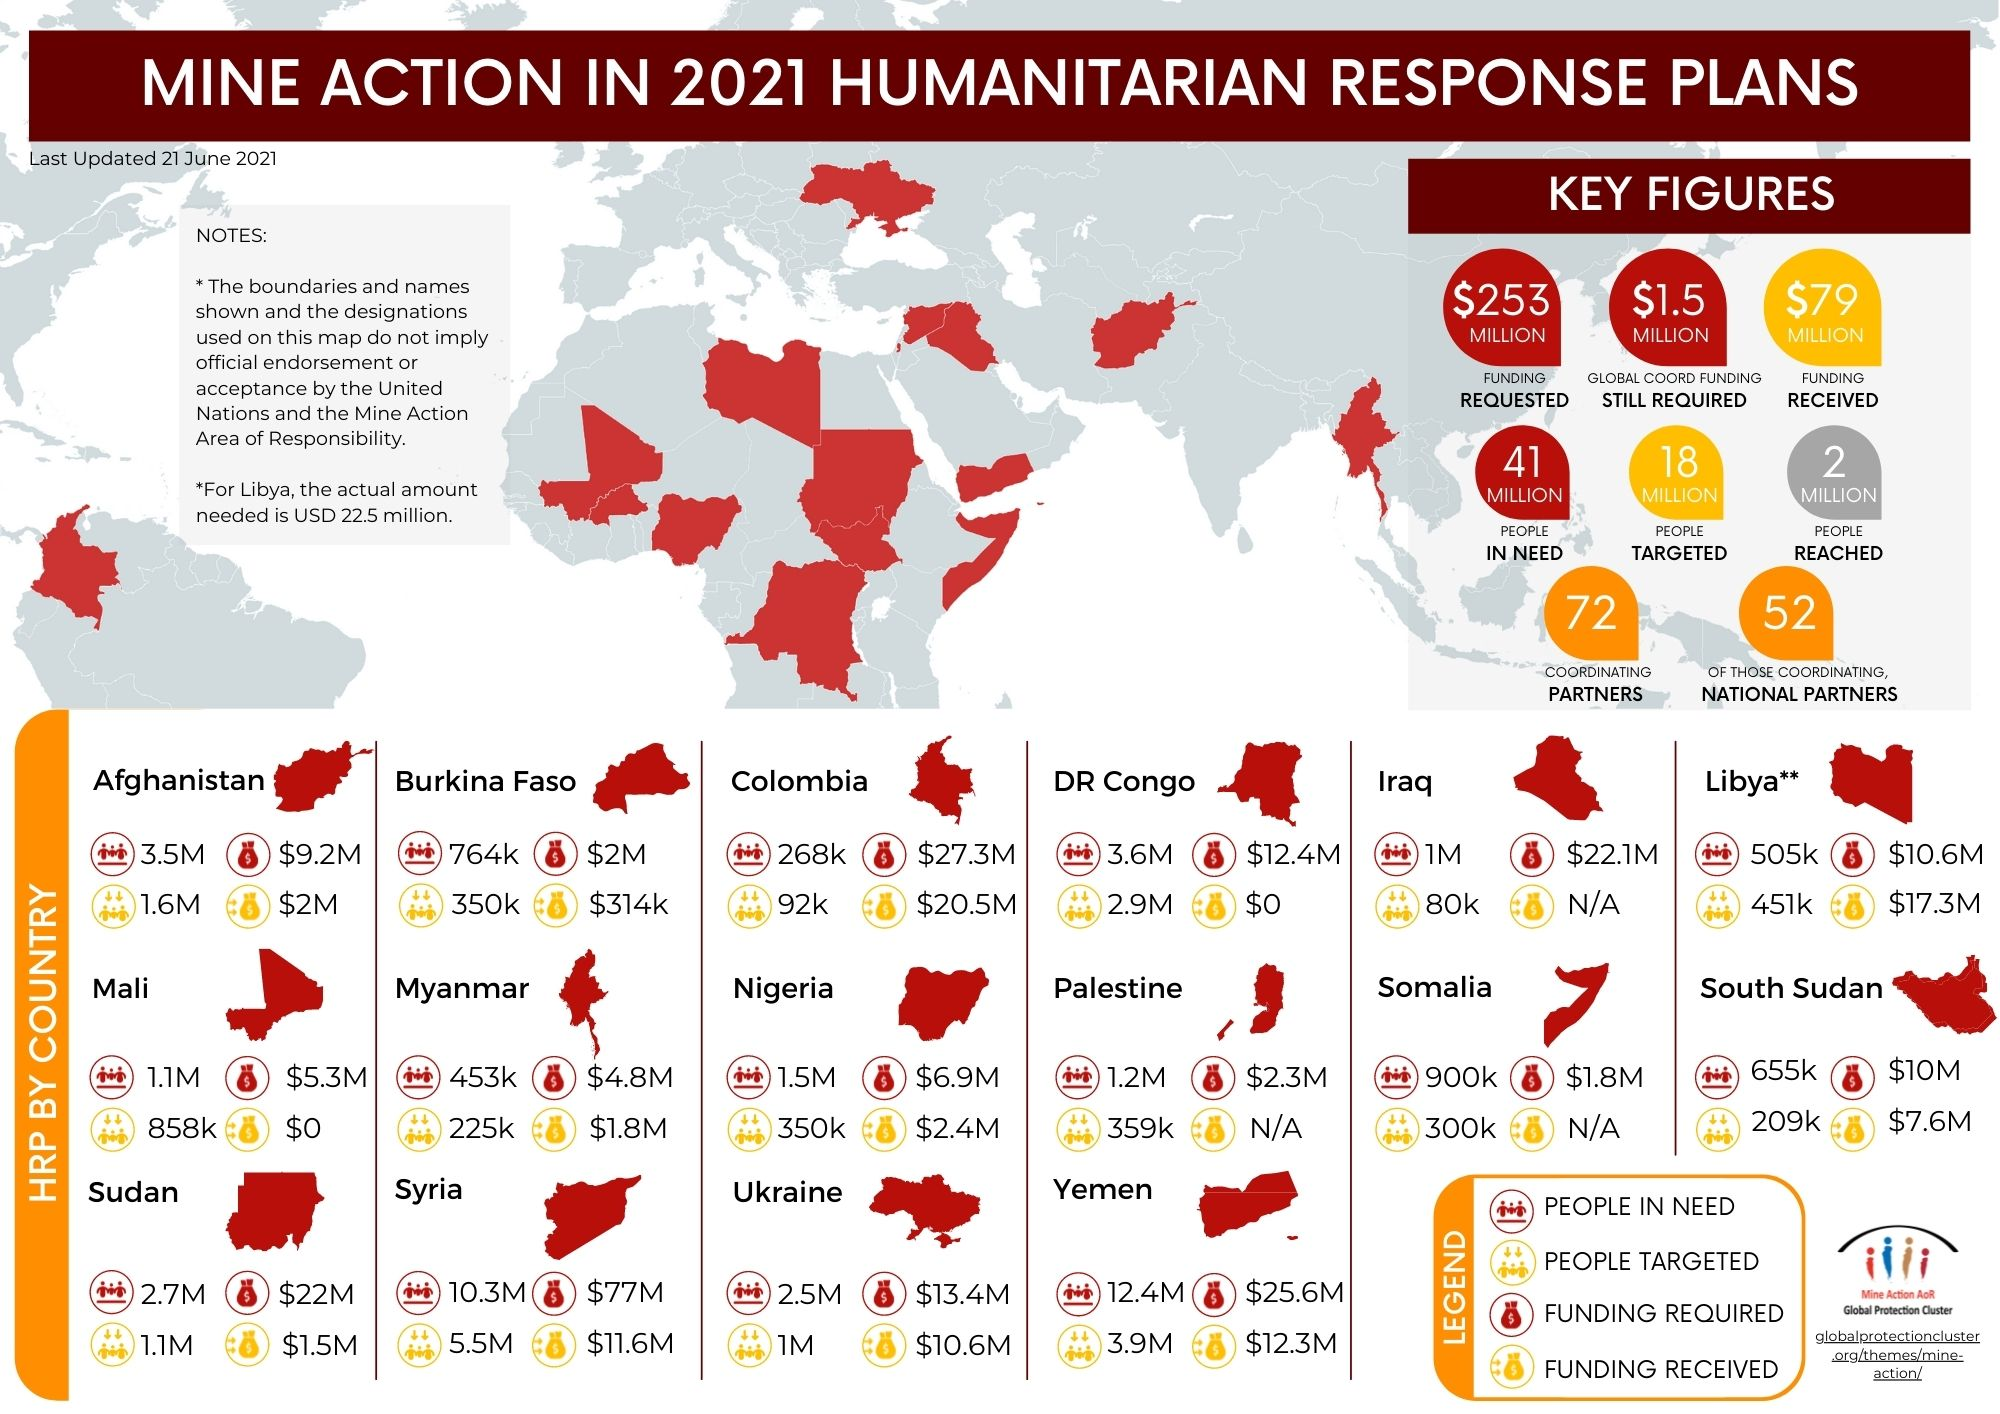 MINE ACTION IN 2021 HUMANITARIAN RESPONSE PLANS
Last Updated 21 June 2021
NOTES:
* The boundaries and names
shown and the designations
used on this map do not imply
official endorsement or
acceptance by the United
Nations and the Mine Action
Area of Responsibility.
*For Libya, the actual amount
needed is USD 22.5 million.
KEY FIGURES
$253
MILLION
FUNDING
REQUESTED
$1.5
MILLION
GLOBAL COORD FUNDING
STILL REQUIRED
$79
MILLION
FUNDING
RECEIVED
41
MILLION
PEOPLE
IN NEED
18
MILLION
PEOPLE
TARGETED
2
MILLION
PEOPLE
REACHED
72
COORDINATING
PARTNERS
52
OF THOSE COORDINATING,
NATIONAL PARTNERS
HRP BY COUNTRY
Afghanistan
3.5M $9.2M
1.6M $2M
Burkina Faso
764k $2M
350k $314k
Colombia
268k $27.3M
92k $20.5M
DR Congo
3.6M $12.4M
2.9M $0
Iraq
1M $22.1M
80k N/A
Libya**
505k $10.6M
451k $17.3M
Mali
1.1M $5.3M
858k $0
Myanmar
453k $4.8M
225k $1.8M
Nigeria
1.5M $6.9M
350k $2.4M
Palestine
1.2M $2.3M
359k N/A
Somalia
900k $1.8M
300k N/A
South Sudan
655k $10M
209k $7.6M
Sudan
2.7M $22M
1.1M $1.5M
Syria
10.3M $77M
5.5M $11.6M
Ukraine
2.5M $13.4M
1M $10.6M
Yemen
12.4M $25.6M
3.9M $12.3M
LEGEND
PEOPLE IN NEED
PEOPLE TARGETED
FUNDING REQUIRED
FUNDING RECEIVED
Mine Action AoR
Global Protection Cluster
globalprotectioncluster
.org/themes/mine-
action/